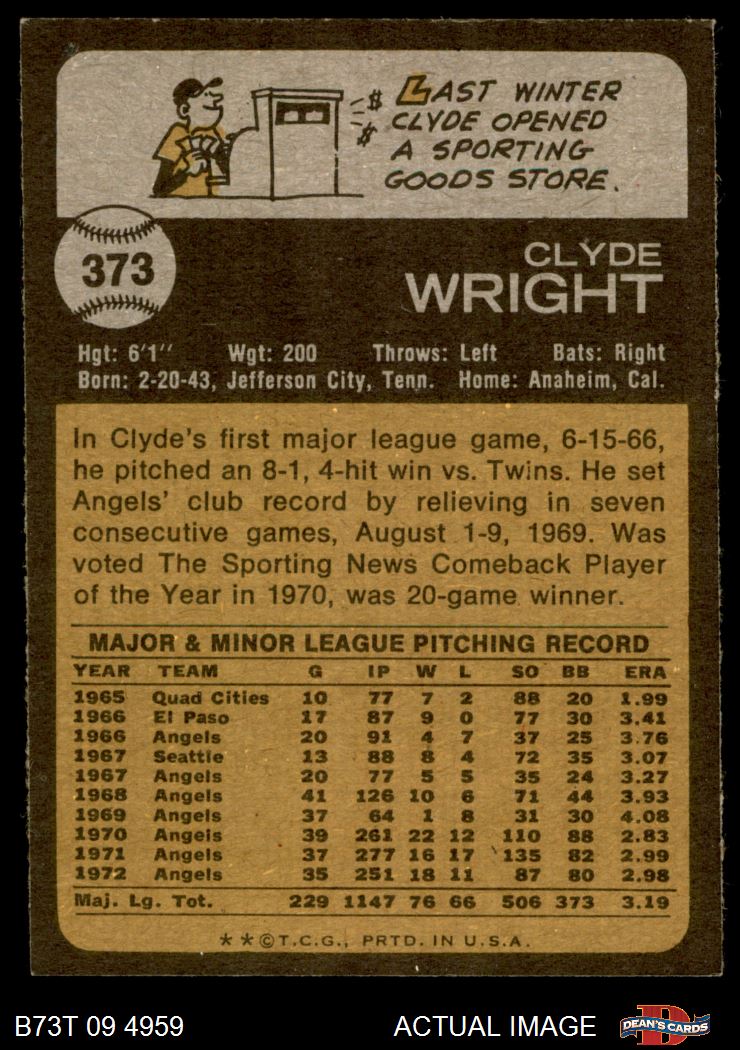 LAST WINTER
CLYDE OPENED
A SPORTING
GOODS STORE.
$
$
373
CLYDE
WRIGHT
Hgt: 6'1" Wgt: 200 Throws: Left Bats: Right
Born: 2-20-43, Jefferson City, Tenn. Home: Anaheim, Cal.
In Clyde's first major league game, 6-15-66,
he pitched an 8-1, 4-hit win vs. Twins. He set
Angels' club record by relieving in seven
consecutive games, August 1-9, 1969. Was
voted The Sporting News Comeback Player
of the Year in 1970, was 20-game winner.
MAJOR & MINOR LEAGUE PITCHING RECORD
YEAR TEAM G IP W L SO BB ERA
1965 Quad Cities 10 77 7 2 88 20 1.99
1966 El Paso 17 87 9 0 77 30 3.41
1966 Angels 20 91 4 7 37 25 3.76
1967 Seattle 13 88 8 4 72 35 3.07
1967 Angels 20 77 5 5 35 24 3.27
1968 Angels 41 126 10 6 71 44 3.93
1969 Angels 37 64 1 8 31 30 4.08
1970 Angels 39 261 22 12 110 88 2.83
1971 Angels 37 277 16 17 135 82 2.99
1972 Angels 35 251 18 11 87 80 2.98
Maj. Lg. Tot. 229 1147 76 66 506 373 3.19
* * © T.C.G., PRTD. IN U.S.A.
B73T 09 4959 ACTUAL IMAGE D DEAN'S CARDS